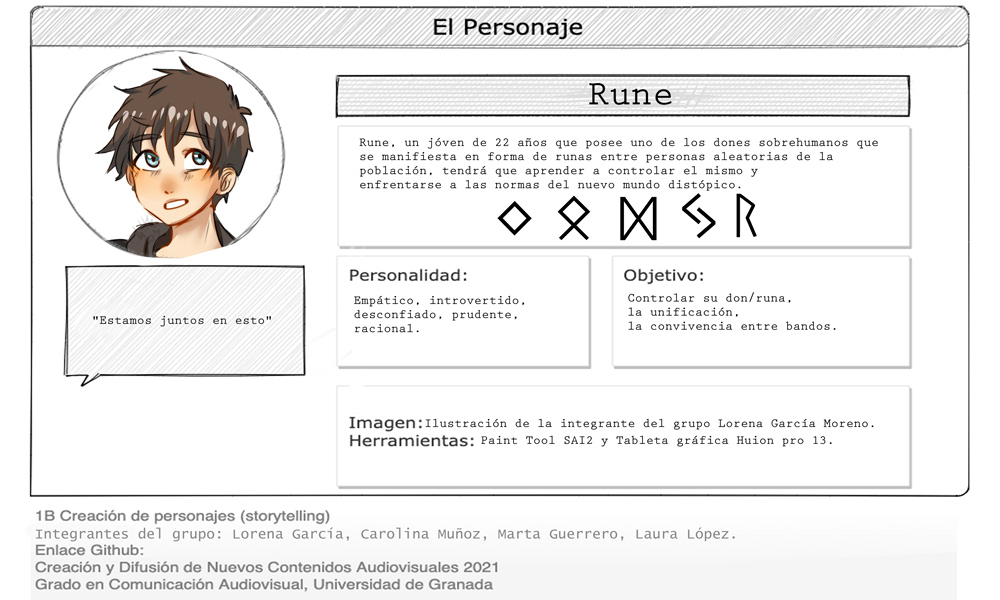 El Personaje
Rune
Rune, un jóven de 22 años que posee uno de los dones sobrehumanos que
se manifiesta en forma de runas entre personas aleatorias de la
población, tendrá que aprender a controlar el mismo y
enfrentarse a las normas del nuevo mundo distópico.
"Estamos juntos en esto"
Personalidad:
Empático, introvertido,
desconfiado, prudente,
racional.
Objetivo:
Controlar su don/runa,
la unificación,
la convivencia entre bandos.
Imagen:Ilustración de la integrante del grupo Lorena García Moreno.
Herramientas: Paint Tool SAI2 y Tableta gráfica Huion pro 13.
1B Creación de personajes (storytelling)
Integrantes del grupo: Lorena García, Carolina Muñoz, Marta Guerrero, Laura López.
Enlace Github:
Creación y Difusión de Nuevos Contenidos Audiovisuales 2021
Grado en Comunicación Audiovisual, Universidad de Granada